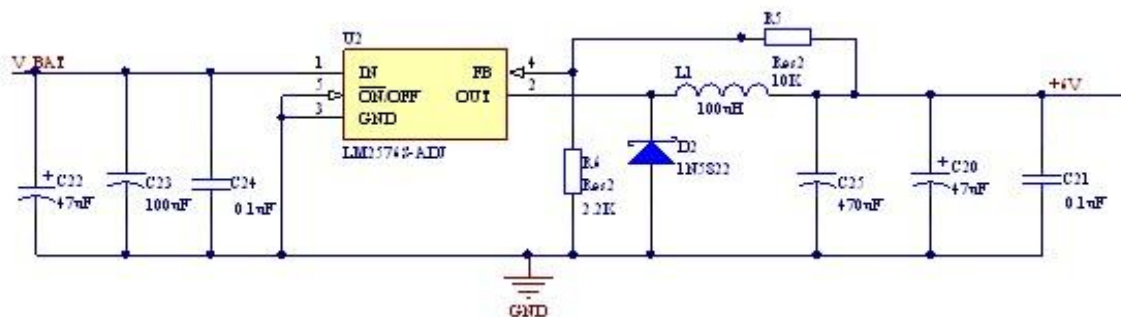 U2
V_BAT
1
5
3
IN
ON/OFF
GND
FB
OUT
4
2
LM2576S-ADJ
R5
Res2
10K
L1
100uH
+6V
D2
1N5822
R6
Res2
2.2K
C22
47uF
C23
100uF
C24
0.1uF
C25
470uF
C20
47uF
C21
0.1uF
GND